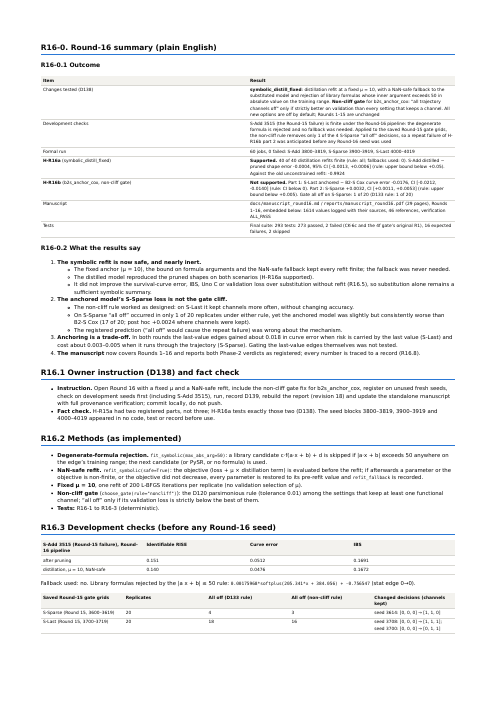 R16-0. Round-16 summary (plain English)
R16-0.1 Outcome
Item Result
Changes tested (D138) symbolic_distill_fixed: distillation refit at a fixed μ = 10, with a NaN-safe fallback to the
substituted model and rejection of library formulas whose inner argument exceeds 50 in
absolute value on the training range. Non-cliff gate for b2s_anchor_cox: "all trajectory
channels off" only if strictly better on validation than every setting that keeps a channel. All
new options are off by default; Rounds 1–15 are unchanged
Development checks S-Add 3515 (the Round-15 failure) is finite under the Round-16 pipeline: the degenerate
formula is rejected and no fallback was needed. Applied to the saved Round-15 gate grids,
the non-cliff rule removes only 1 of the 4 S-Sparse "all off" decisions, so a repeat failure of H-
R16b part 2 was anticipated before any Round-16 seed was used
Formal run 60 jobs, 0 failed: S-Add 3800–3819, S-Sparse 3900–3919, S-Last 4000–4019
H-R16a (symbolic_distil_fixed) Supported. 40 of 40 distillation refits finite (rule: all; fallbacks used: 0). S-Add distilled −
pruned shape error -0.0004, 95% CI [-0.0013, +0.0006] (rule: upper bound below +0.05).
Against the old unconstrained refit: -0.8924
H-R16b (b2s_anchor_cox, non-cliff gate) Not supported. Part 1: S-Last anchored − B2-S Cox curve error -0.0176, CI [-0.0212,
-0.0140] (rule: CI below 0). Part 2: S-Sparse +0.0032, CI [+0.0011, +0.0053] (rule: upper
bound below +0.005). Gate all off on S-Sparse: 1 of 20 (D133 rule: 1 of 20)
Manuscript docs/manuscript_round16.md / reports/manuscript_round16.pdf (29 pages), Rounds
1–16, embedded where. 1614 values logged with their sources, 46 references, verification
ALL_PASS
Tests Final suite: 293 tests: 273 passed, 2 failed (CK-6s and the df gate's original R1), 16 expected
failures, 2 skipped
R16-0.2 What the results say
1. The symbolic refit is now safe, and nearly inert.
The fixed anchor (μ = 10), the bound on formula arguments and the NaN-safe fallback kept every refit finite; the fallback was never needed.
The distilled model reproduced the pruned shapes on both scenarios (H-R16a supported).
It did not improve the survival-curve error, IBS, Uno C or validation loss over substitution without refit (R16.5), so substitution alone remains a
sufficient symbolic summary.
2. The anchored model's S-Sparse loss is not the gate cliff.
The non-cliff rule worked as designed: on S-Last it kept channels more often, without changing accuracy.
On S-Sparse "all off" occurred in only 1 of 20 replicates under either rule, yet the anchored model was slightly but consistently worse than
B2-S Cox (17 of 20; post hoc +0.0024 where channels were kept).
The registered prediction ("all off" would cause the repeat failure) was wrong about the mechanism.
3. Anchoring is a trade-off. In both rounds the last-value edges gained about 0.018 in curve error when risk is carried by the last value (S-Last) and
cost about 0.003–0.005 when it runs through the trajectory (S-Sparse). Gating the last-value edges themselves was not tested.
4. The manuscript now covers Rounds 1–16 and reports both Phase-2 verdicts as registered; every number is traced to a record (R16.8).
R16.1 Owner instruction (D138) and fact check
Instruction. Open Round 16 with a fixed μ and a NaN-safe refit, include the non-cliff gate fix for b2s_anchor_cox, register on unused fresh seeds,
check on development seeds first (including S-Add 3515), run, record D139, rebuild the report (revision 18) and update the standalone manuscript
with full provenance verification; commit locally, do not push.
Fact check. H-R15a had two registered parts, not three; H-R16a tests exactly those two (D138). The seed blocks 3800–3819, 3900–3919 and
4000–4019 appeared in no code, test or record before use.
R16.2 Methods (as implemented)
Degenerate-formula rejection. fit_symbolic(max_abs_arg=50): a library candidate c·f(a·x + b) + d is skipped if |a·x + b| exceeds 50 anywhere on
the edge's training range; the next candidate (or PySR, or no formula) is used.
NaN-safe refit. refit_symbolic(safe=True): the objective (loss + μ × distillation term) is evaluated before the refit; if afterwards a parameter or the
objective is non-finite, or the objective did not decrease, every parameter is restored to its pre-refit value and refit_fallback is recorded.
Fixed μ = 10, one refit of 200 L-BFGS iterations per replicate (no validation selection of μ).
Non-cliff gate (choose_gate(rule="noncliff")): the D120 parsimonious rule (tolerance 0.01) among the settings that keep at least one functional
channel; "all off" only if its validation loss is strictly below the best of them.
Tests: R16-1 to R16-3 (deterministic).
R16.3 Development checks (before any Round-16 seed)
S-Add 3515 (Round-15 failure), Round-
16 pipeline Identifiable RISE Curve error IBS
after pruning 0.151 0.0512 0.1691
distillation, μ = 10, NaN-safe 0.140 0.0476 0.1672
Fallback used: no. Library formulas rejected by the |a x + b| ≤ 50 rule: 0.00175968*softplus(205.341*x + 384.056) + -0.756547 (stat edge 0→0).
Saved Round-15 gate grids Replicates All off (D133 rule) All off (non-cliff rule) Changed decisions (channels
kept)
S-Sparse (Round 15, 3600–3619) 20 4 3 seed 3614: [0, 0, 0]→[1, 1, 0]
S-Last (Round 15, 3700–3719) 20 18 16 seed 3708: [0, 0, 0]→[1, 1, 1];
seed 3700: [0, 0, 0]→[1, 0, 0]